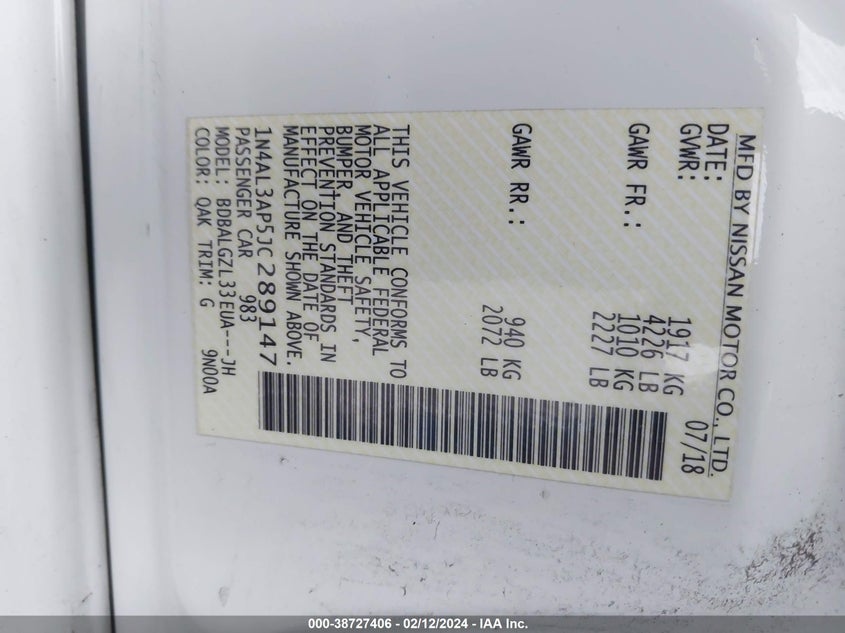 MFD BY NISSAN MOTOR CO., LTD.
DATE: 07/18
GVWR: 1917 KG
4226 LB
GAWR FR.: 1010 KG
2227 LB
GAWR RR.: 940 KG
2072 LB
THIS VEHICLE CONFORMS TO
ALL APPLICABLE FEDERAL
MOTOR VEHICLE SAFETY,
BUMPER, AND THEFT
PREVENTION STANDARDS IN
EFFECT ON THE DATE OF
MANUFACTURE SHOWN ABOVE.
1N4AL3AP5JC289147
PASSENGER CAR 983
MODEL: BDBALGZL33EUA---JH
COLOR: QAK TRIM: G 9N00A
000-38727406 - 02/12/2024 - IAA Inc.